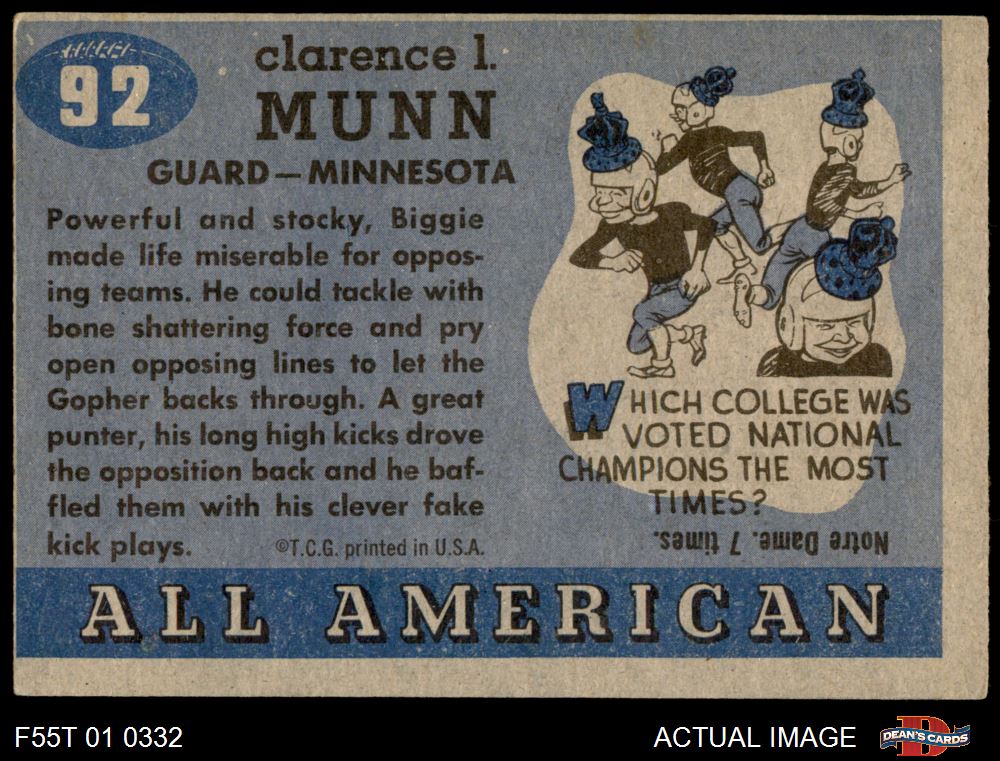 92
clarence l.
MUNN
GUARD—MINNESOTA
Powerful and stocky, Biggie
made life miserable for oppos-
ing teams. He could tackle with
bone shattering force and pry
open opposing lines to let the
Gopher backs through. A great
punter, his long high kicks drove
the opposition back and he baf-
fled them with his clever fake
kick plays.
©T.C.G. printed in U.S.A.
WHICH COLLEGE WAS
VOTED NATIONAL
CHAMPIONS THE MOST
TIMES?
Notre Dame. 7 times.
ALL AMERICAN
F55T 01 0332
ACTUAL IMAGE
DEAN'S CARDS